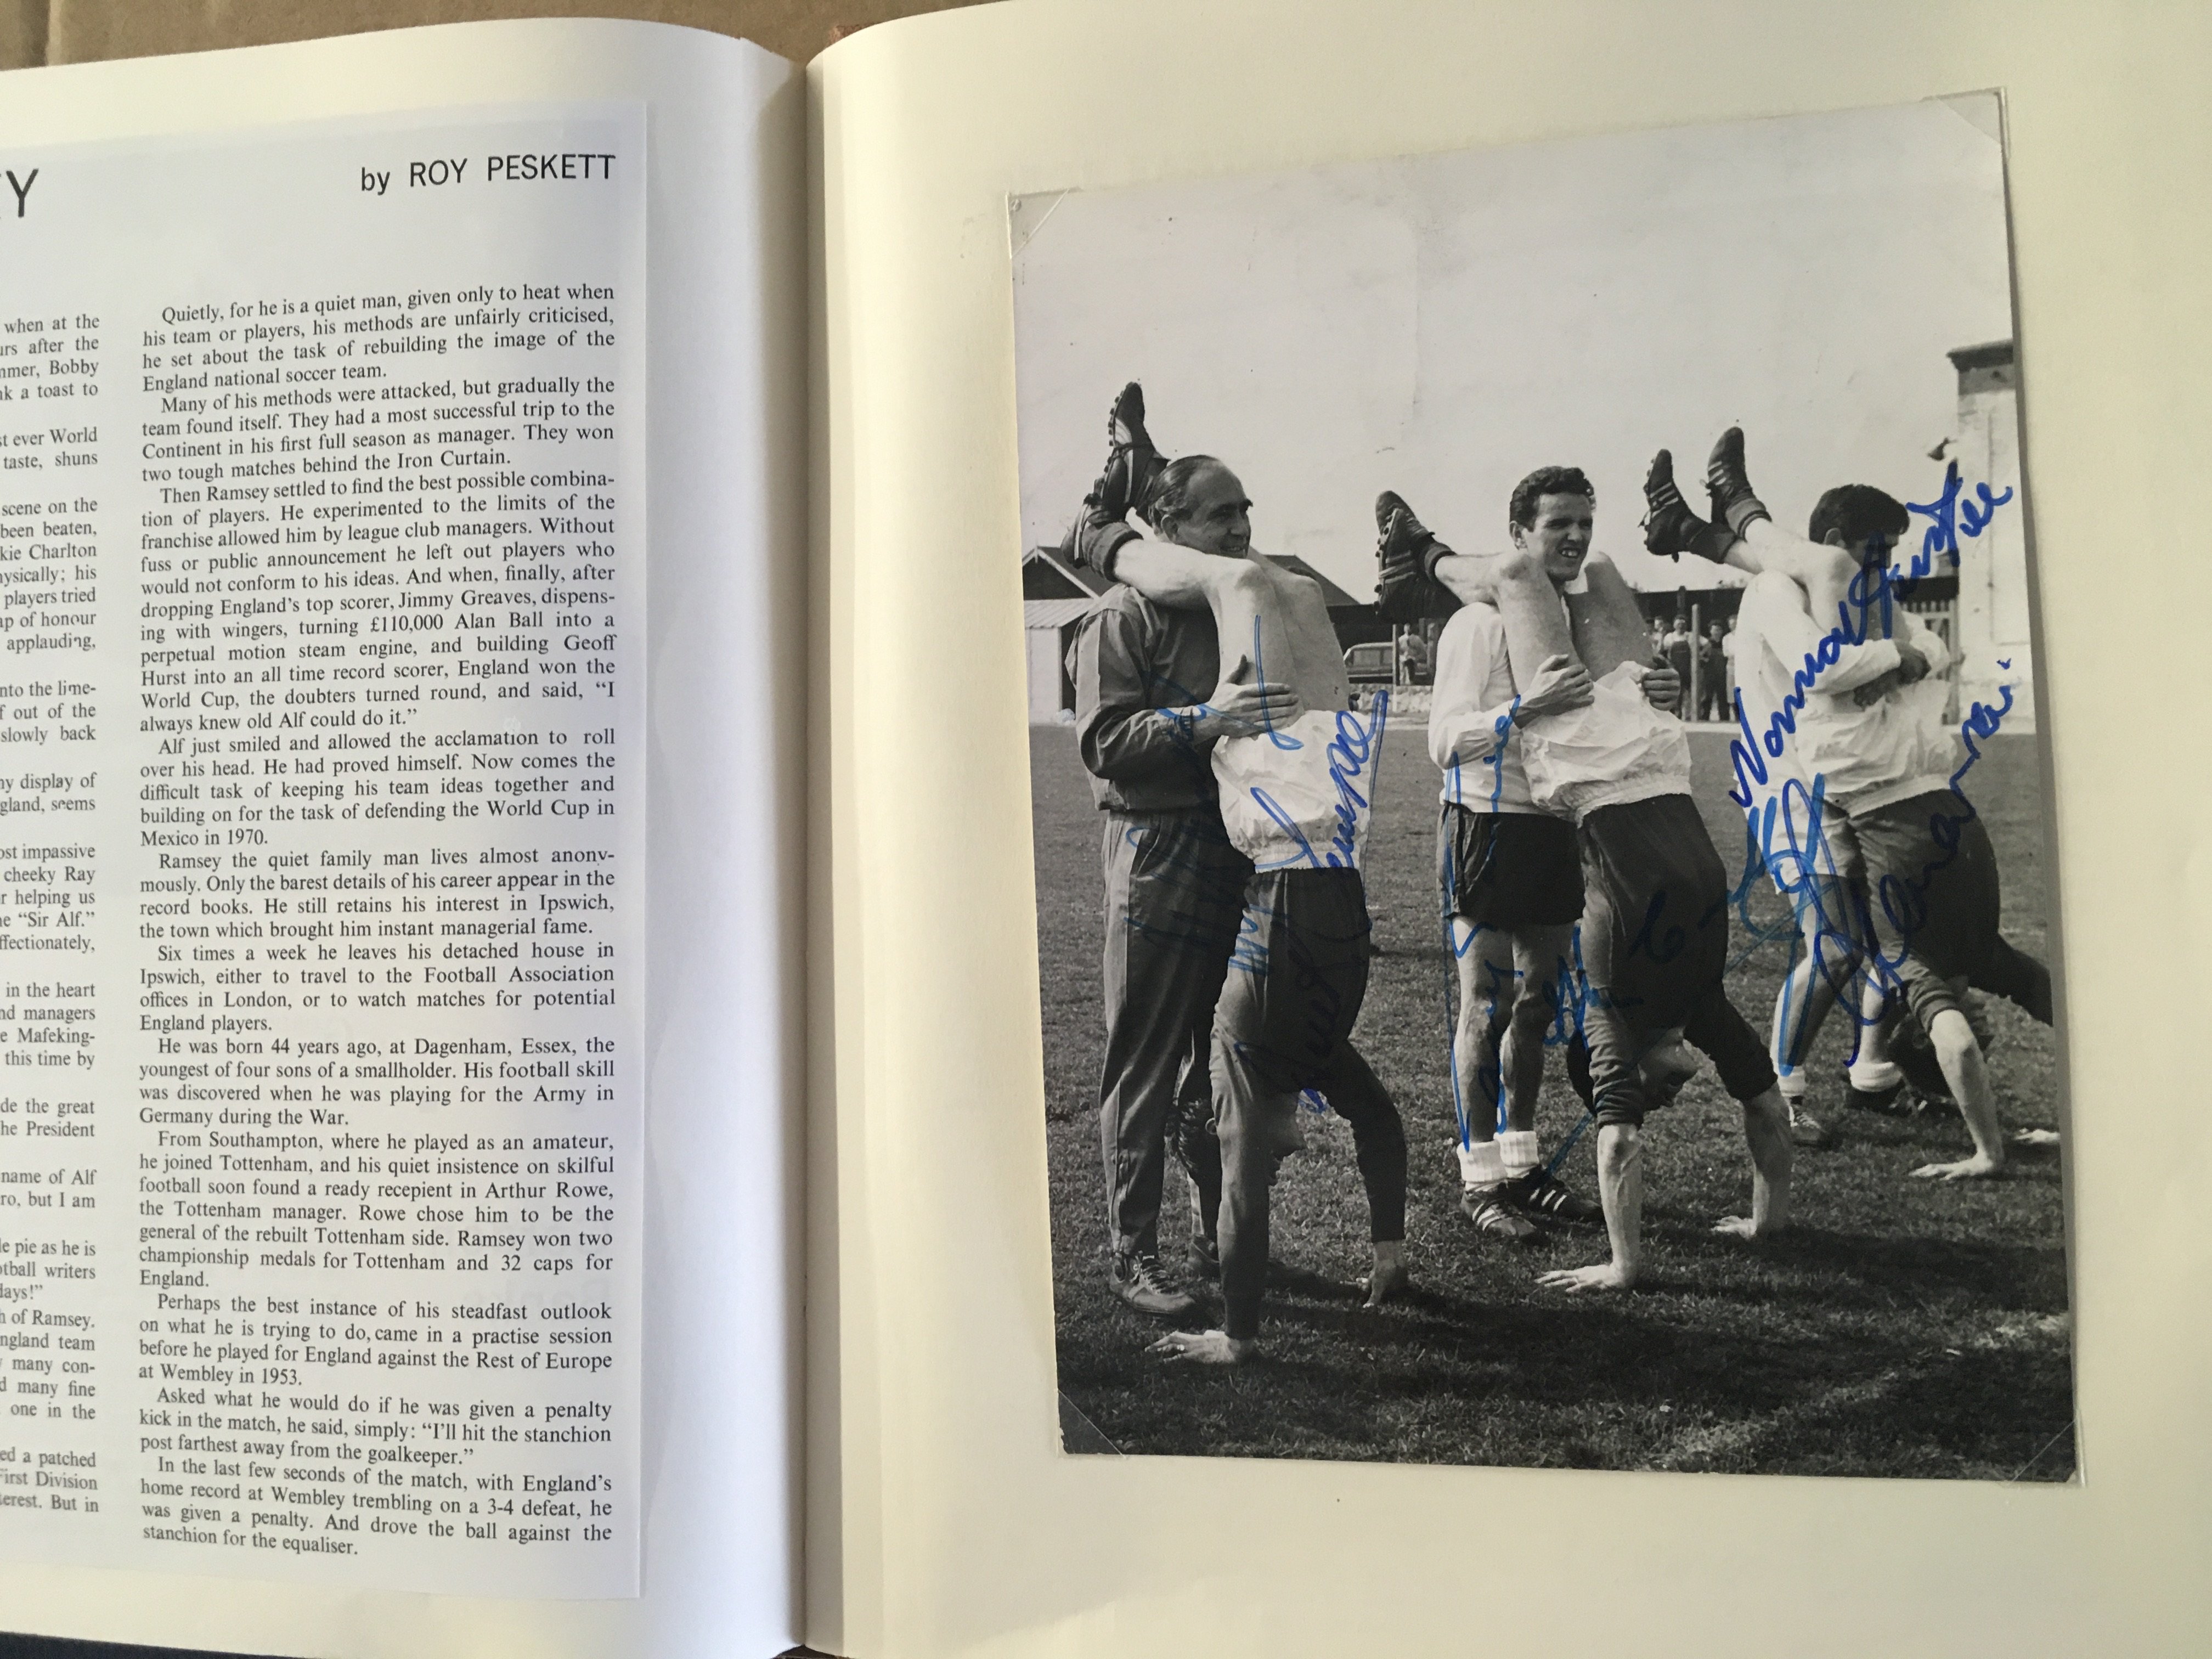 Y
by ROY PESKETT
when at the
urs after the
mmer, Bobby
nk a toast to
st ever World
taste, shuns
scene on the
been beaten,
kie Charlton
ysically; his
players tried
ap of honour
applauding,
nto the lime-
f out of the
slowly back
ny display of
gland, seems
ost impassive
cheeky Ray
r helping us
e “Sir Alf.”
ffectionately,
in the heart
nd managers
e Mafeking-
this time by
de the great
he President
name of Alf
ro, but I am
le pie as he is
otball writers
days!”
h of Ramsey.
ngland team
many con-
d many fine
one in the
ed a patched
First Division
terest. But in
Quietly, for he is a quiet man, given only to heat when
his team or players, his methods are unfairly criticised,
he set about the task of rebuilding the image of the
England national soccer team.
Many of his methods were attacked, but gradually the
team found itself. They had a most successful trip to the
Continent in his first full season as manager. They won
two tough matches behind the Iron Curtain.
Then Ramsey settled to find the best possible combina-
tion of players. He experimented to the limits of the
franchise allowed him by league club managers. Without
fuss or public announcement he left out players who
would not conform to his ideas. And when, finally, after
dropping England’s top scorer, Jimmy Greaves, dispens-
ing with wingers, turning £110,000 Alan Ball into a
perpetual motion steam engine, and building Geoff
Hurst into an all time record scorer, England won the
World Cup, the doubters turned round, and said, “I
always knew old Alf could do it.”
Alf just smiled and allowed the acclamation to roll
over his head. He had proved himself. Now comes the
difficult task of keeping his team ideas together and
building on for the task of defending the World Cup in
Mexico in 1970.
Ramsey the quiet family man lives almost anony-
mously. Only the barest details of his career appear in the
record books. He still retains his interest in Ipswich,
the town which brought him instant managerial fame.
Six times a week he leaves his detached house in
Ipswich, either to travel to the Football Association
offices in London, or to watch matches for potential
England players.
He was born 44 years ago, at Dagenham, Essex, the
youngest of four sons of a smallholder. His football skill
was discovered when he was playing for the Army in
Germany during the War.
From Southampton, where he played as an amateur,
he joined Tottenham, and his quiet insistence on skilful
football soon found a ready recepient in Arthur Rowe,
the Tottenham manager. Rowe chose him to be the
general of the rebuilt Tottenham side. Ramsey won two
championship medals for Tottenham and 32 caps for
England.
Perhaps the best instance of his steadfast outlook
on what he is trying to do, came in a practise session
before he played for England against the Rest of Europe
at Wembley in 1953.
Asked what he would do if he was given a penalty
kick in the match, he said, simply: “I’ll hit the stanchion
post farthest away from the goalkeeper.”
In the last few seconds of the match, with England’s
home record at Wembley trembling on a 3-4 defeat, he
was given a penalty. And drove the ball against the
stanchion for the equaliser.
Norman